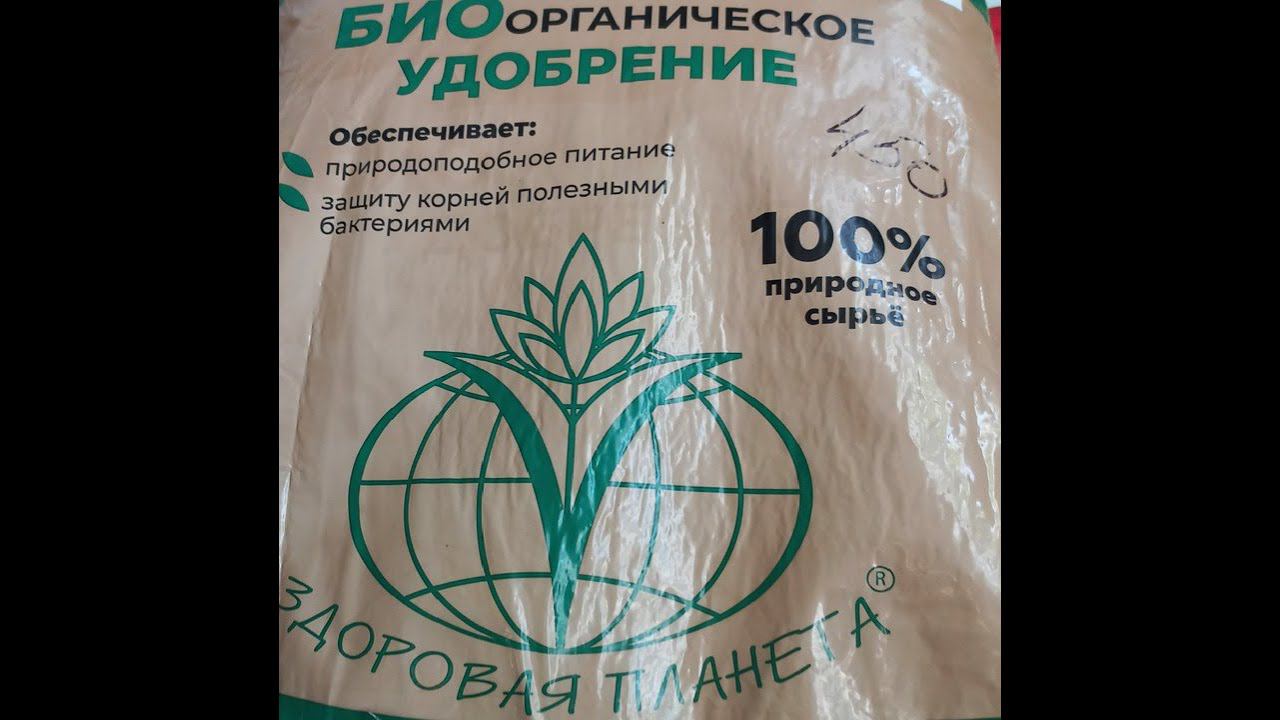 БИООРГАНИЧЕСКОЕ
УДОБРЕНИЕ
Обеспечивает:
природоподобное питание
защиту корней полезными
бактериями
450
100%
природное
сырьё
ЗДОРОВАЯ ПЛАНЕТА®